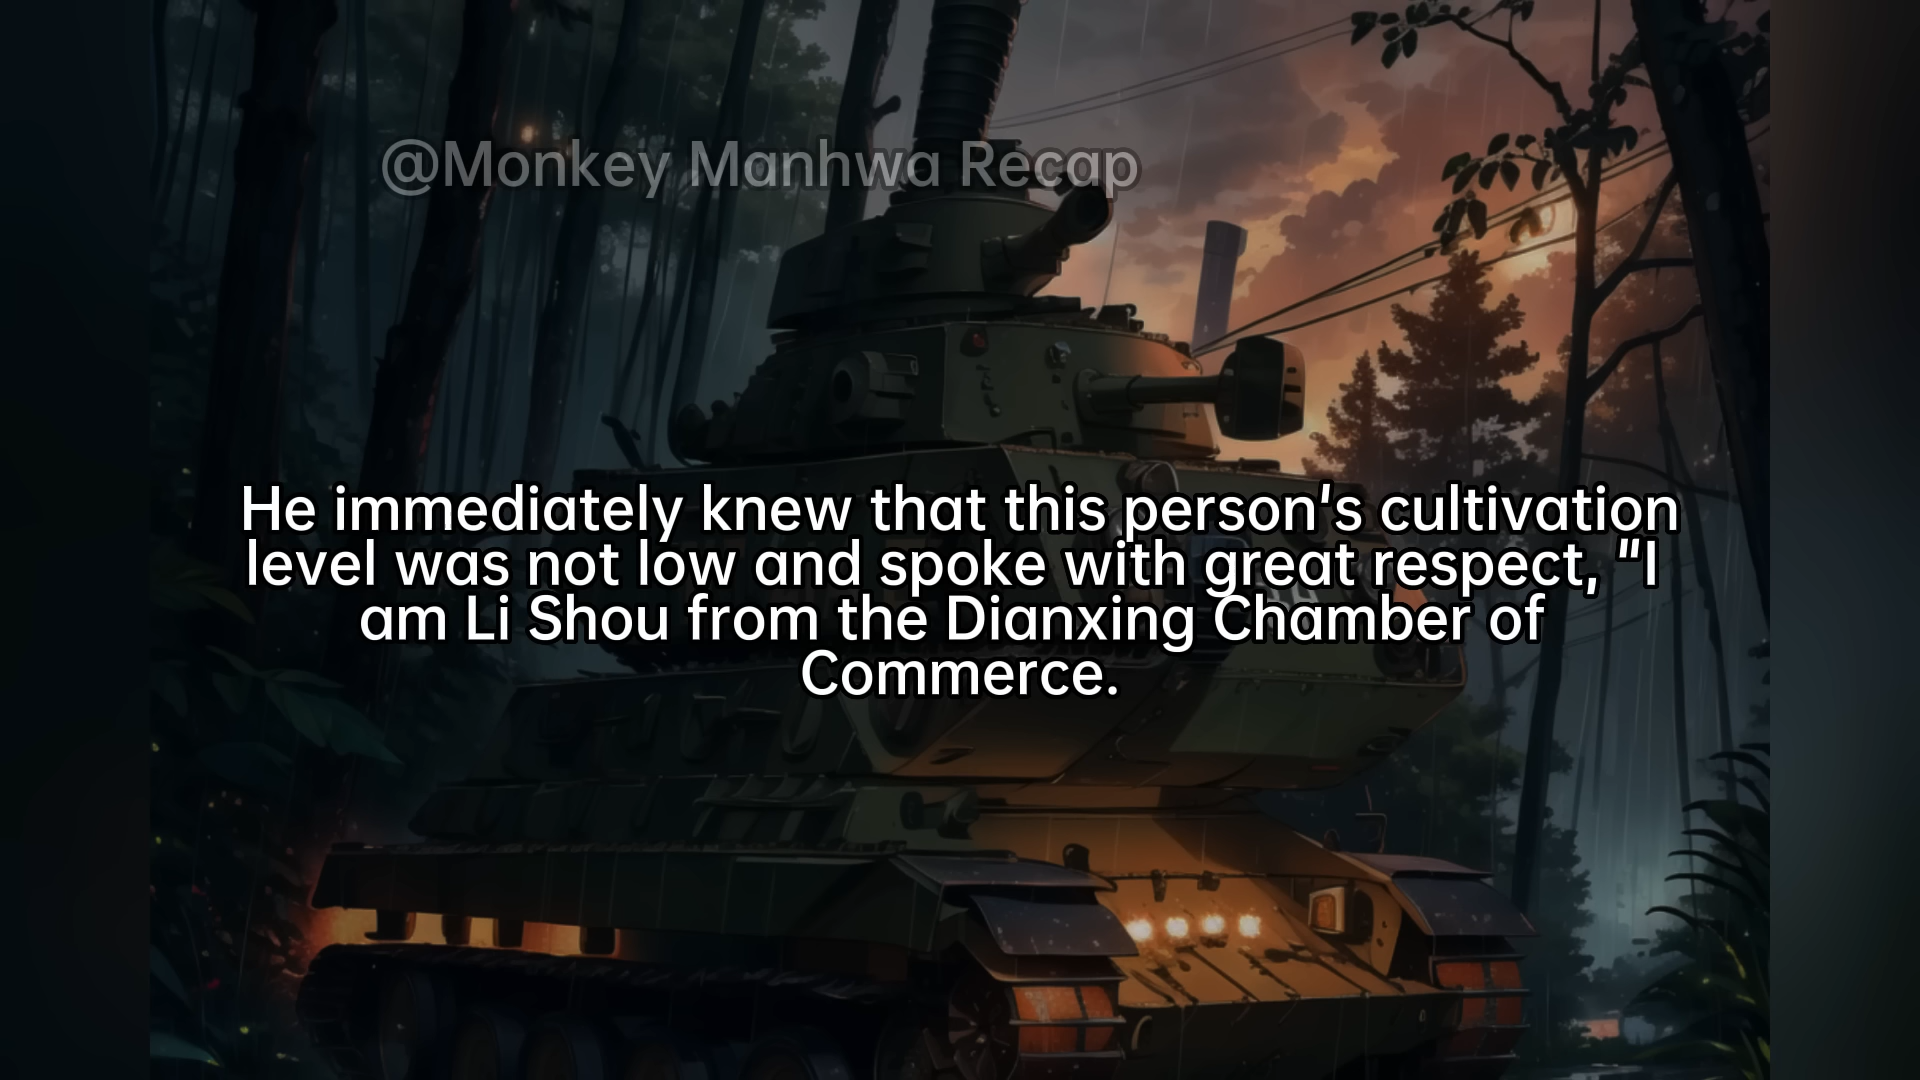 @Monkey Manhwa Recap
He immediately knew that this person's cultivation
level was not low and spoke with great respect, "I
am Li Shou from the Dianxing Chamber of
Commerce.